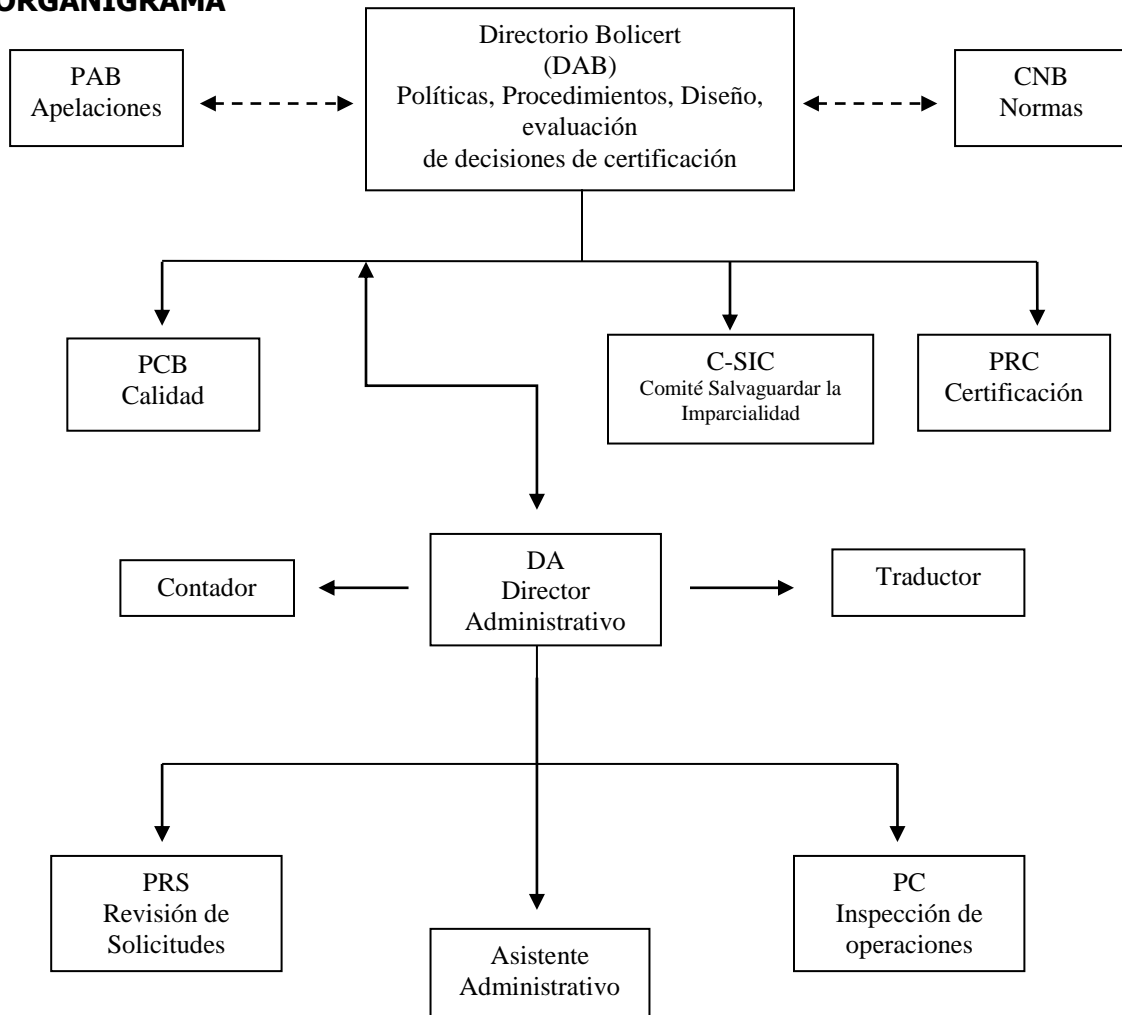 ORGANIGRAMA
PAB
Apelaciones
Directorio Bolicert
(DAB)
Políticas, Procedimientos, Diseño,
evaluación
de decisiones de certificación
CNB
Normas
PCB
Calidad
C-SIC
Comité Salvaguardar la
Imparcialidad
PRC
Certificación
Contador
DA
Director
Administrativo
Traductor
PRS
Revisión de
Solicitudes
Asistente
Administrativo
PC
Inspección de
operaciones